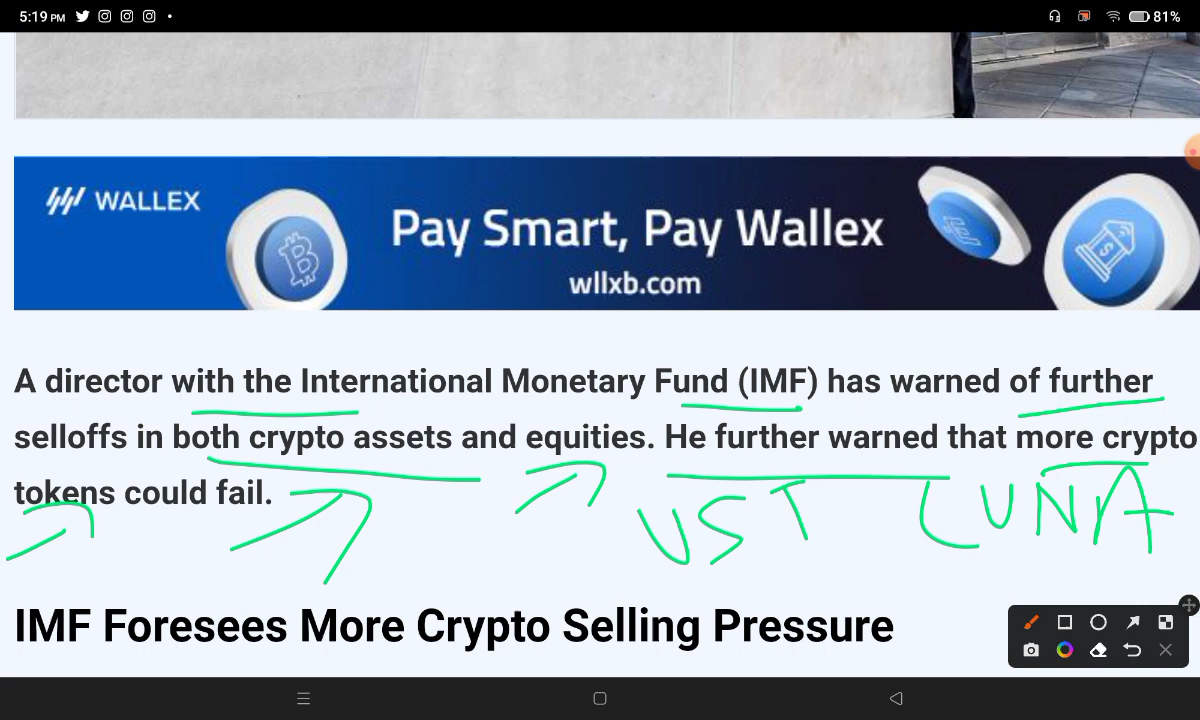 5:19 PM
81%
WALLEX
Pay Smart, Pay Wallex
wllxb.com
A director with the International Monetary Fund (IMF) has warned of further
selloffs in both crypto assets and equities. He further warned that more crypto
tokens could fail.
UST LUNA
IMF Foresees More Crypto Selling Pressure